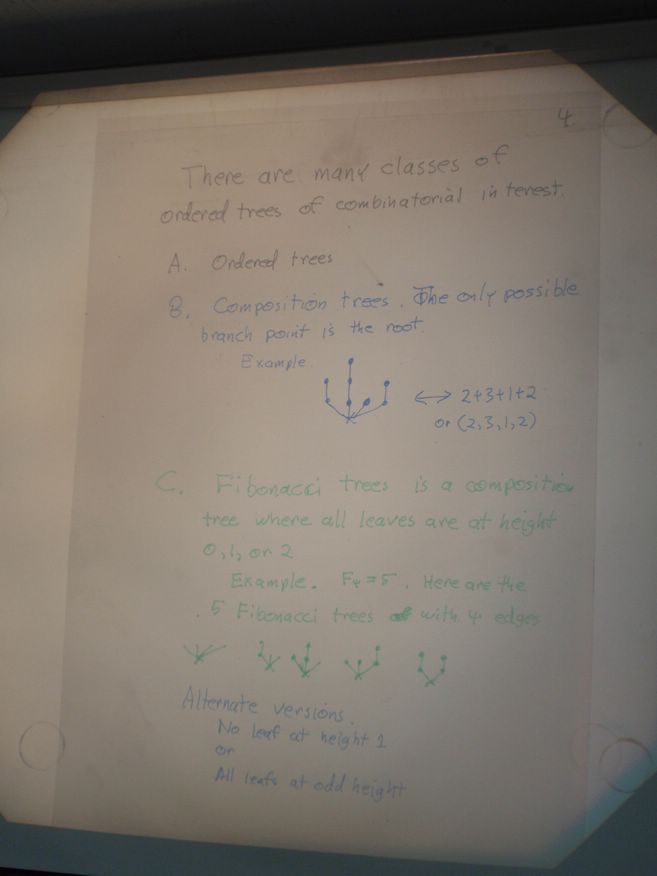 4
There are many classes of
ordered trees of combinatorial interest.
A. Ordered trees
B. Composition trees. The only possible
branch point is the root.
Example
↔ 2+3+1+2
or (2,3,1,2)
C. Fibonacci trees is a composition
tree where all leaves are at height
0,1, or 2
Example. F₄=5. Here are the
5 Fibonacci trees with 4 edges
Alternate versions.
No leaf at height 1
or
All leafs at odd height